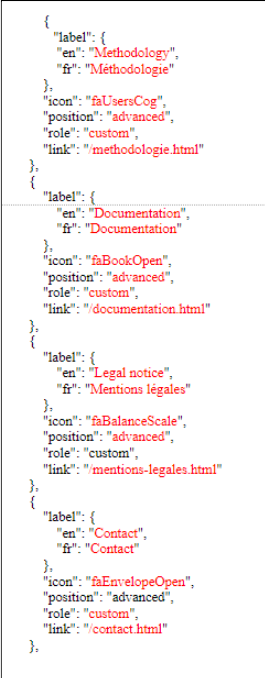 {
"label": {
"en": "Methodology",
"fr": "Méthodologie"
},
"icon": "faUsersCog",
"position": "advanced",
"role": "custom",
"link": "/methodologie.html"
},
{
"label": {
"en": "Documentation",
"fr": "Documentation"
},
"icon": "faBookOpen",
"position": "advanced",
"role": "custom",
"link": "/documentation.html"
},
{
"label": {
"en": "Legal notice",
"fr": "Mentions légales"
},
"icon": "faBalanceScale",
"position": "advanced",
"role": "custom",
"link": "/mentions-legales.html"
},
{
"label": {
"en": "Contact",
"fr": "Contact"
},
"icon": "faEnvelopeOpen",
"position": "advanced",
"role": "custom",
"link": "/contact.html"
},